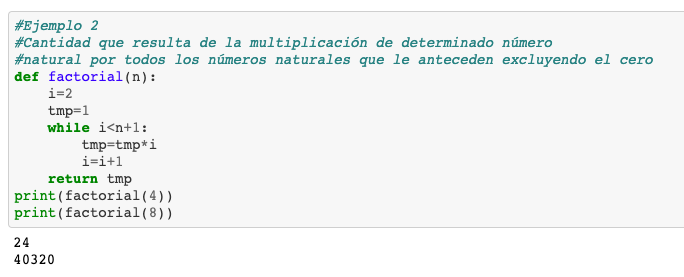 #Ejemplo 2
#Cantidad que resulta de la multiplicación de determinado número
#natural por todos los números naturales que le anteceden excluyendo el cero
def factorial(n):
    i=2
    tmp=1
    while i<n+1:
        tmp=tmp*i
        i=i+1
    return tmp
print(factorial(4))
print(factorial(8))
24
40320